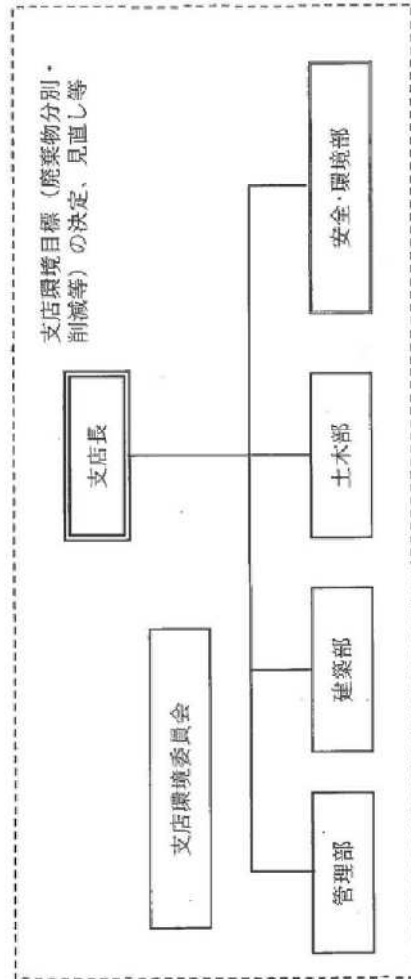 支店環境目標（廃棄物分別・
削減等）の決定、見直し等
支店長
支店環境委員会
管理部
建築部
土木部
安全・環境部